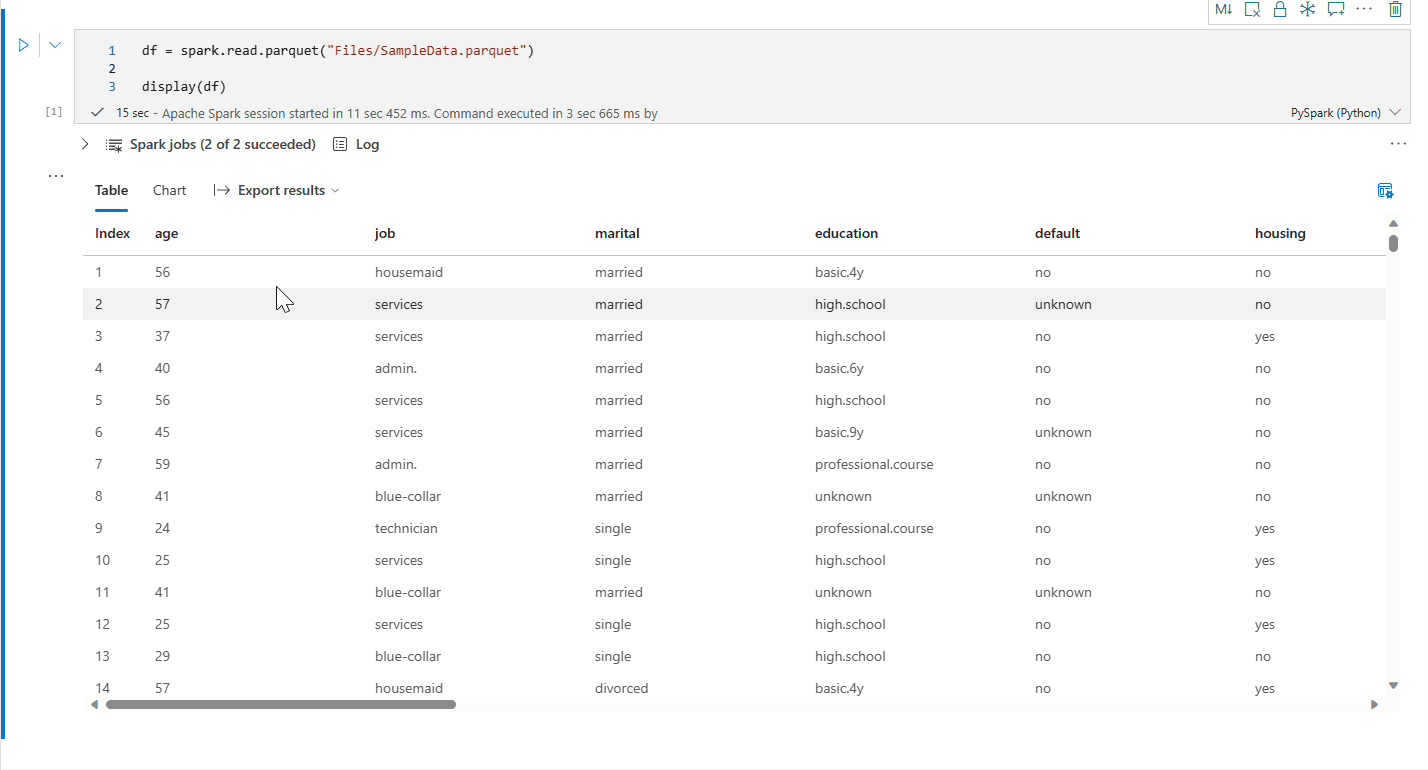 M↓
1 df = spark.read.parquet("Files/SampleData.parquet")
2
3 display(df)
[1] 15 sec - Apache Spark session started in 11 sec 452 ms. Command executed in 3 sec 665 ms by PySpark (Python)
Spark jobs (2 of 2 succeeded) Log
Table Chart Export results
Index age job marital education default housing
1 56 housemaid married basic.4y no no
2 57 services married high.school unknown no
3 37 services married high.school no yes
4 40 admin. married basic.6y no no
5 56 services married high.school no no
6 45 services married basic.9y unknown no
7 59 admin. married professional.course no no
8 41 blue-collar married unknown unknown no
9 24 technician single professional.course no yes
10 25 services single high.school no yes
11 41 blue-collar married unknown unknown no
12 25 services single high.school no yes
13 29 blue-collar single high.school no no
14 57 housemaid divorced basic.4y no yes